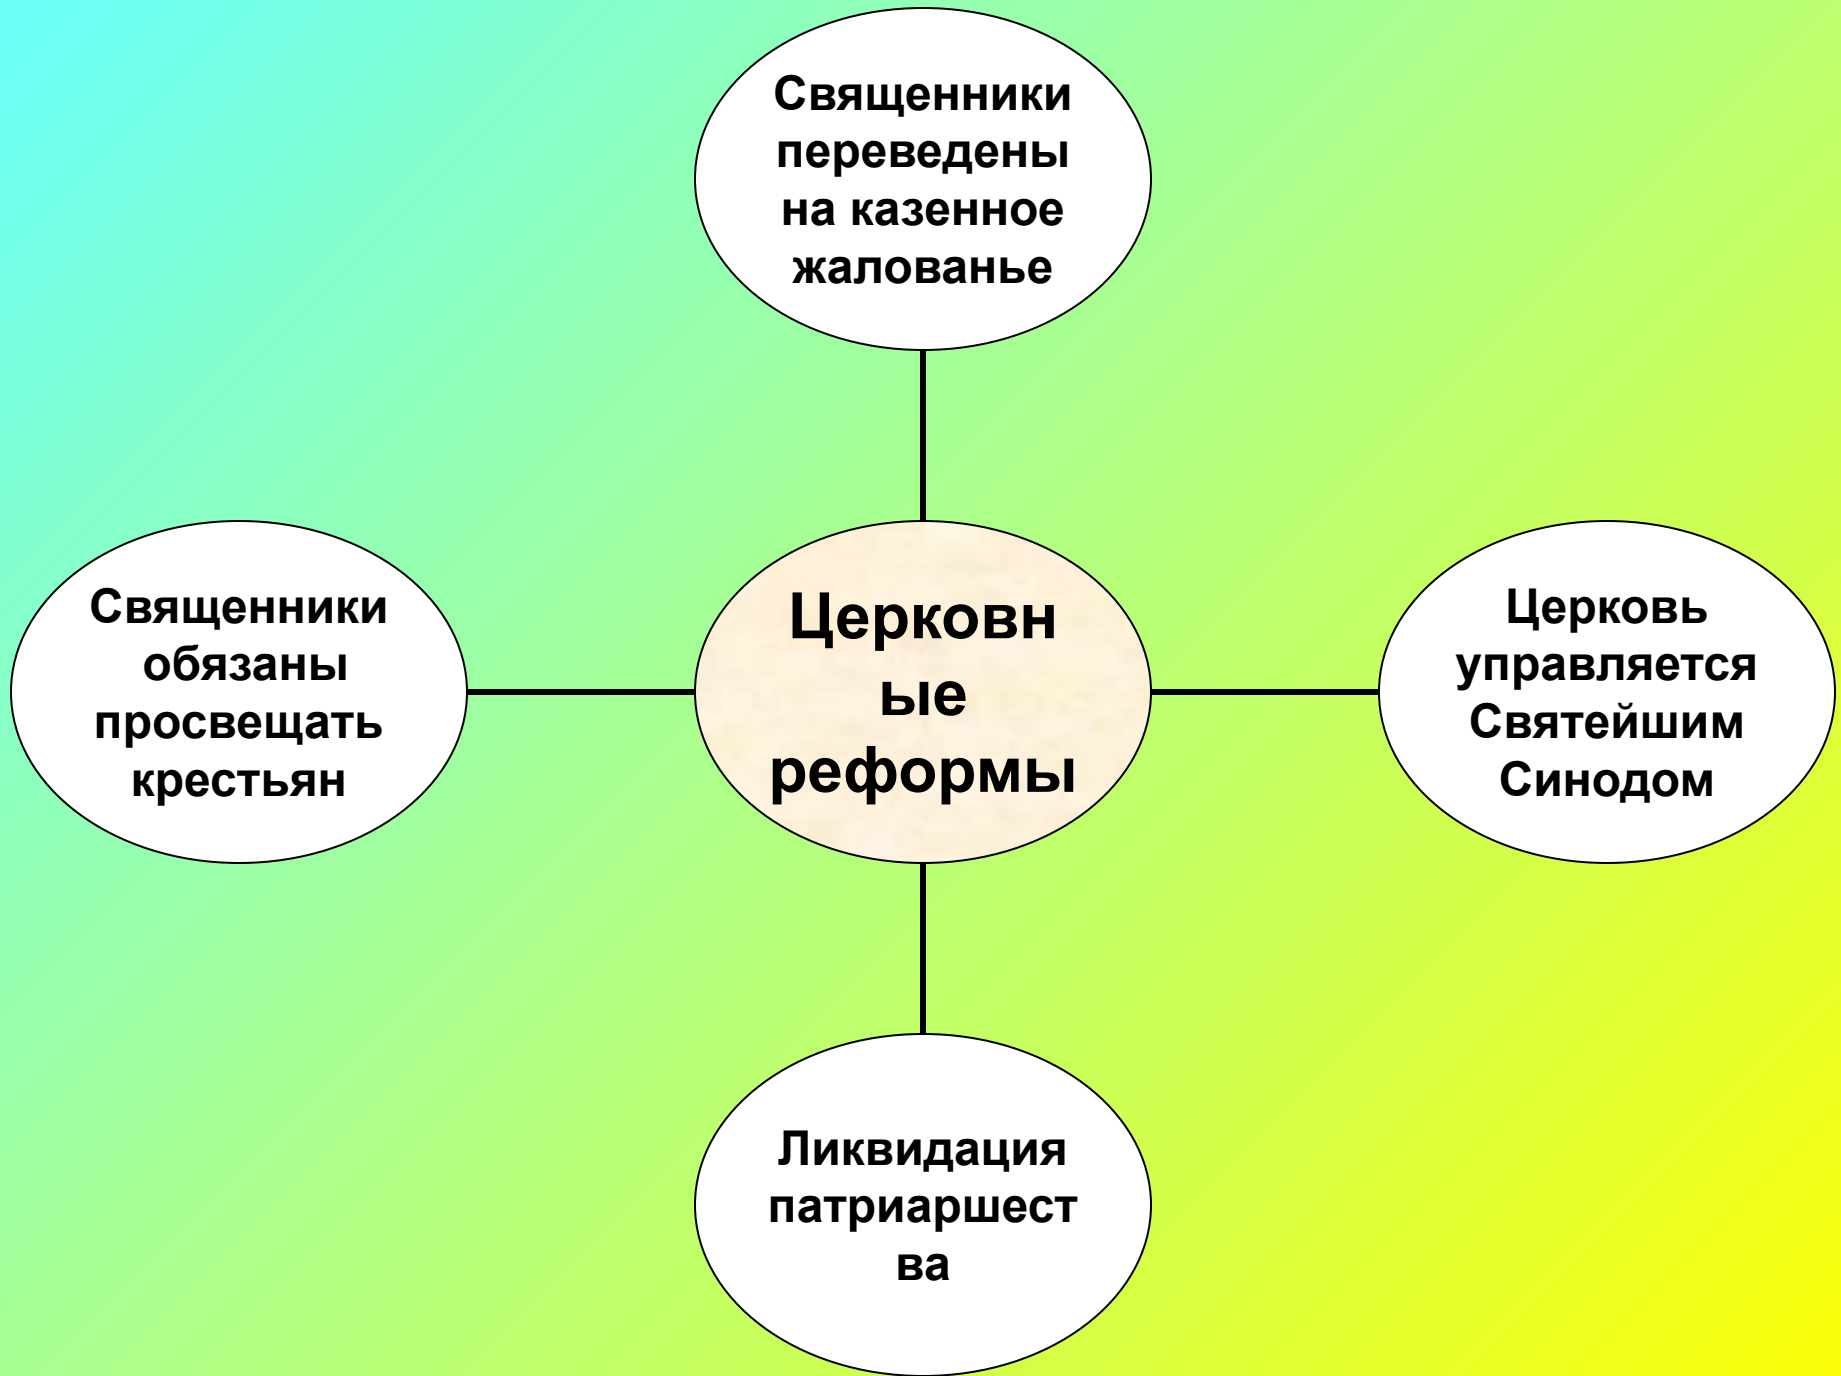 Священники
переведены
на казенное
жалованье
Священники
обязаны
просвещать
крестьян
Церковн
ые
реформы
Церковь
управляется
Святейшим
Синодом
Ликвидация
патриаршест
ва